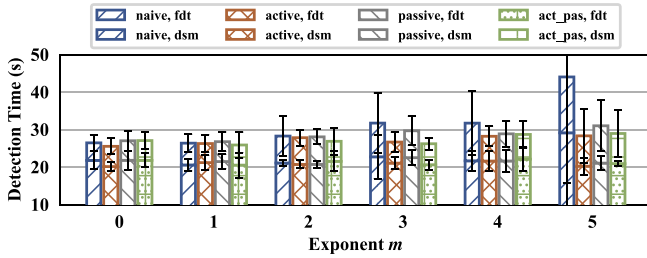 naive, fdt active, fdt passive, fdt act_pas, fdt
naive, dsm active, dsm passive, dsm act_pas, dsm
Detection Time (s)
50
40
30
20
10
0 1 2 3 4 5
Exponent m